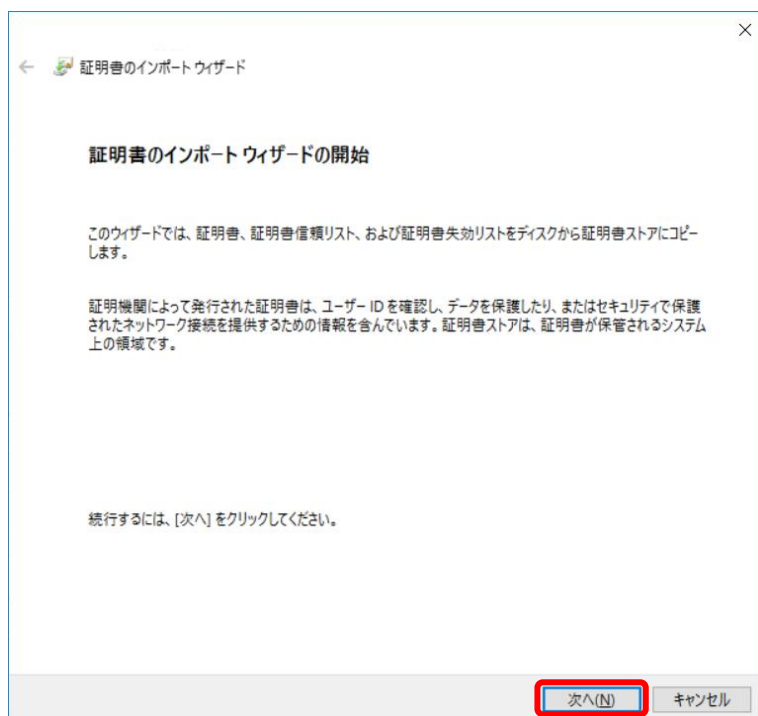 証明書のインポート ウィザード
証明書のインポート ウィザードの開始
このウィザードでは、証明書、証明書信頼リスト、および証明書失効リストをディスクから証明書ストアにコピー
します。
証明機関によって発行された証明書は、ユーザー ID を確認し、データを保護したり、またはセキュリティで保護
されたネットワーク接続を提供するための情報を含んでいます。証明書ストアは、証明書が保管されるシステム
上の領域です。
続行するには、[次へ] をクリックしてください。
次へ(N)
キャンセル